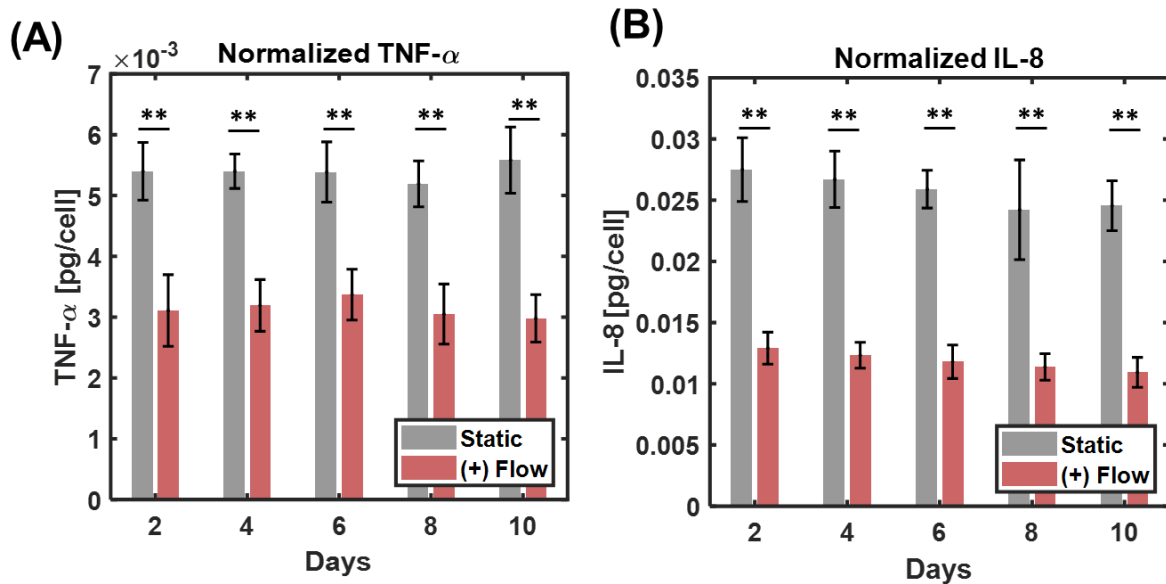 (A)
×10⁻³
Normalized TNF-α
7
6
5
4
3
2
1
0
TNF-α [pg/cell]
** ** ** ** **
Static
(+) Flow
2 4 6 8 10
Days
(B)
Normalized IL-8
0.035
0.03
0.025
0.02
0.015
0.01
0.005
0
IL-8 [pg/cell]
** ** ** ** **
Static
(+) Flow
2 4 6 8 10
Days